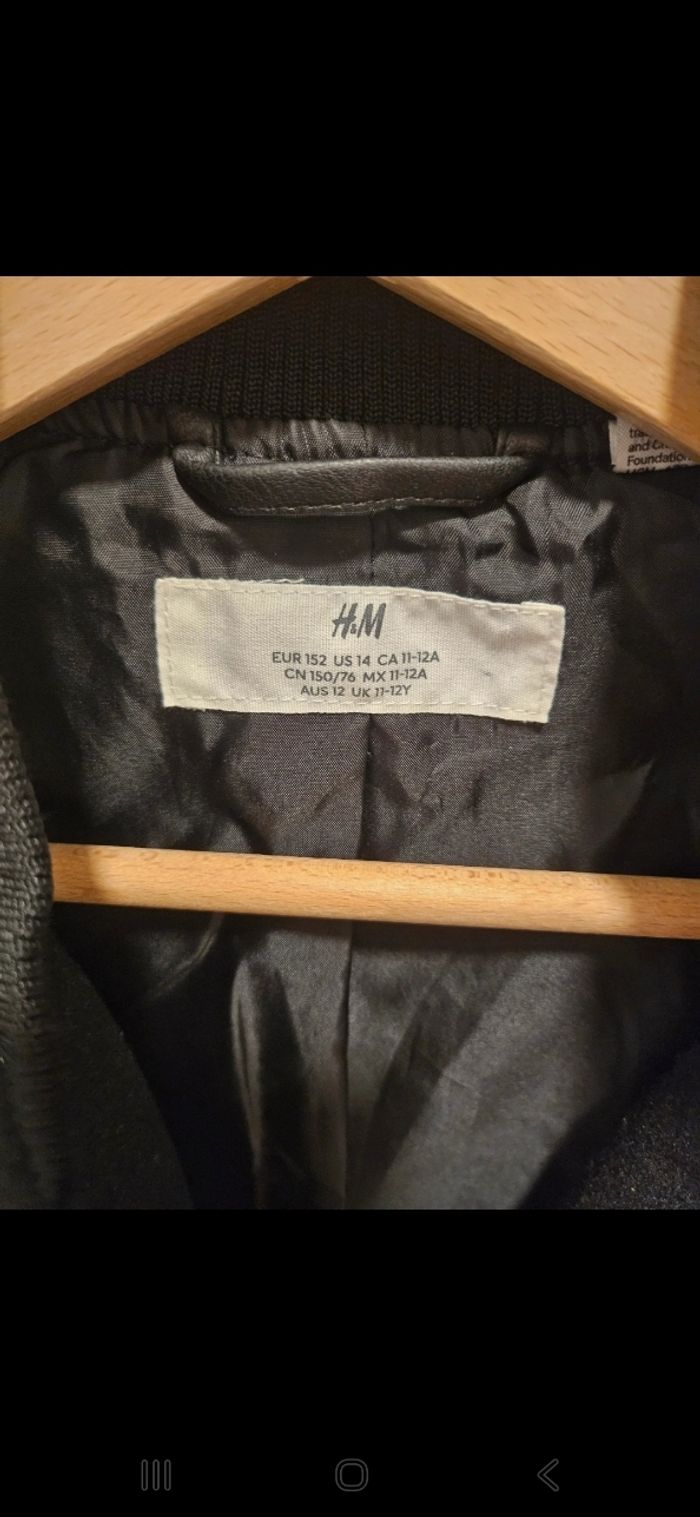 and
Foundation
H&M
EUR 152 US 14 CA 11-12A
CN 150/76 MX 11-12A
AUS 12 UK 11-12Y